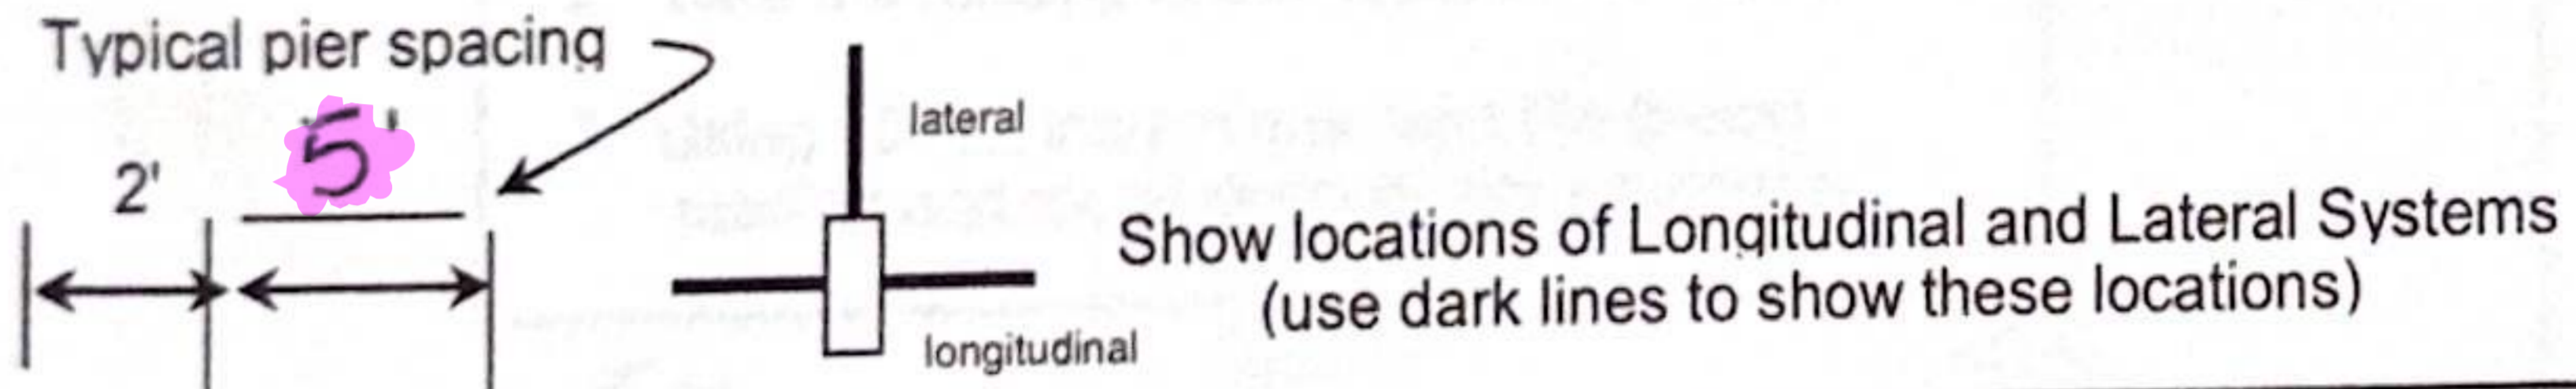 Typical pier spacing
lateral
5'
2'
Show locations of Longitudinal and Lateral Systems
(use dark lines to show these locations)
longitudinal